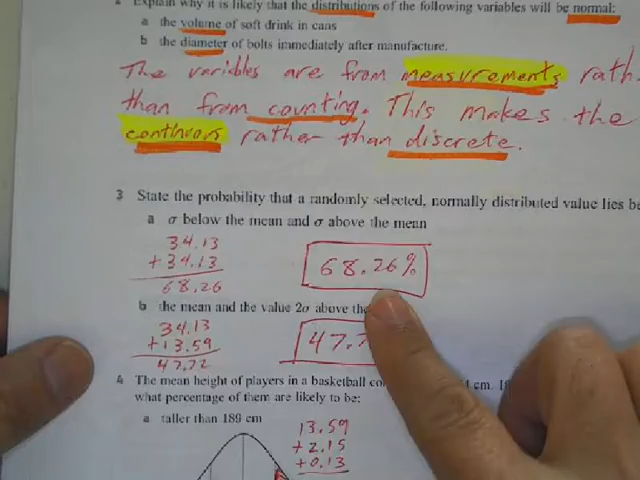 2 Explain why it is likely that the distributions of the following variables will be normal:
a the volume of soft drink in cans
b the diameter of bolts immediately after manufacture.
The variables are from measurements rath
than from counting. This makes the
continuous rather than discrete.
3 State the probability that a randomly selected, normally distributed value lies be
a σ below the mean and σ above the mean
34.13
+34.13
68.26
68.26%
b the mean and the value 2σ above the
34.13
+13.59
47.72
47.7
4 The mean height of players in a basketball co 4 cm. I
what percentage of them are likely to be:
a taller than 189 cm
13.59
+2.15
+0.13